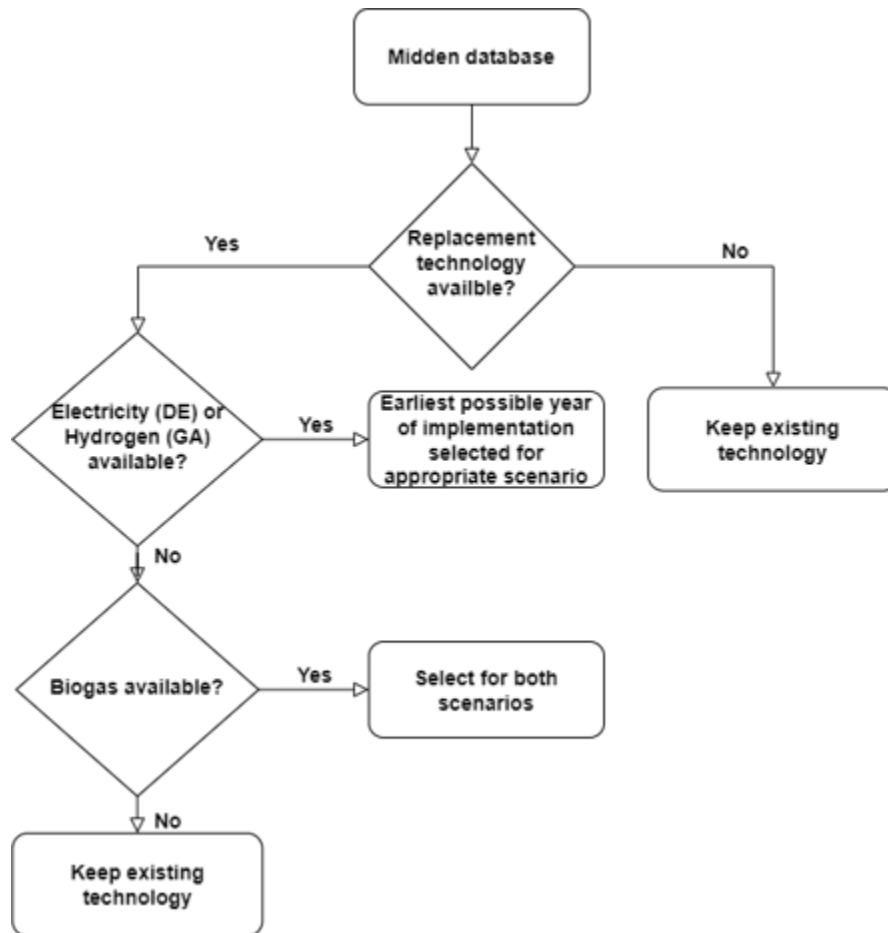 Midden database
Replacement
technology
availble?
Yes
No
Electricity (DE) or
Hydrogen (GA)
available?
Yes
Earliest possible year
of implementation
selected for
appropriate scenario
Keep existing
technology
No
Biogas available?
Yes
Select for both
scenarios
No
Keep existing
technology